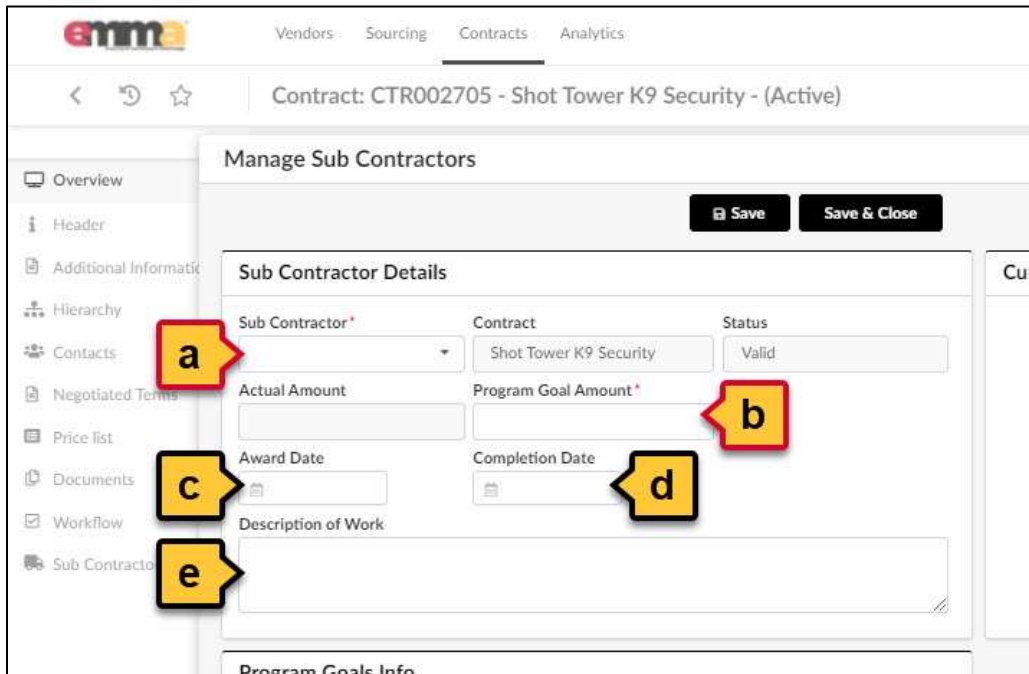 emma
Vendors Sourcing Contracts Analytics
Contract: CTR002705 - Shot Tower K9 Security - (Active)
Manage Sub Contractors
Overview
Save Save & Close
Header
Additional Informatic
Sub Contractor Details
Cu
Hierarchy
Sub Contractor* Contract Status
a
Shot Tower K9 Security Valid
Contacts
Negotiated Terms
Actual Amount Program Goal Amount*
b
Price list
Award Date Completion Date
Documents
c
d
Workflow
Description of Work
Sub Contracto
e
Program Goals Info